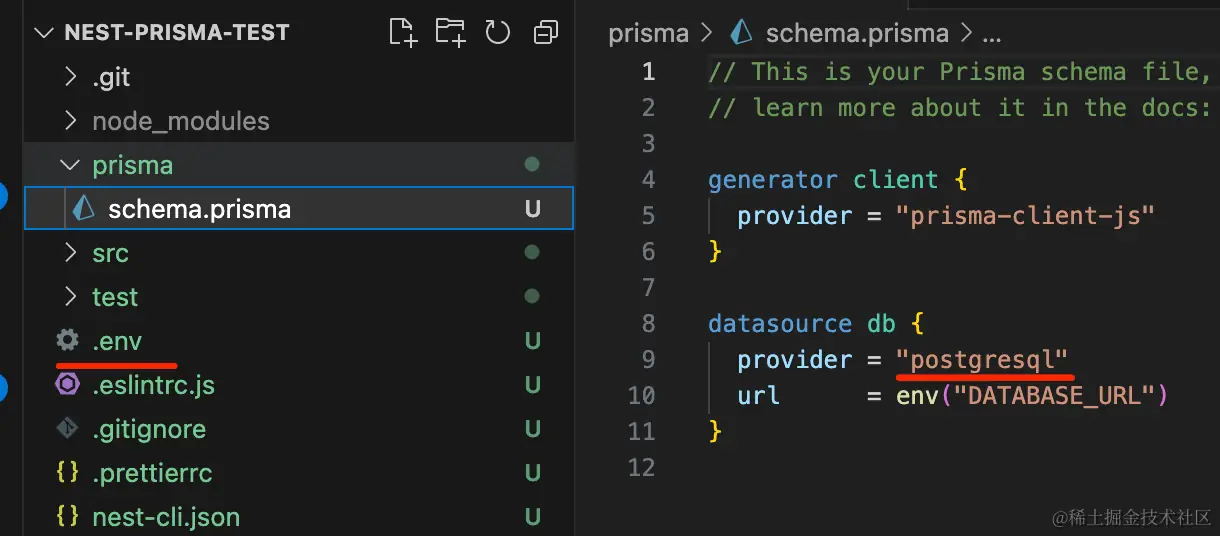 NEST-PRISMA-TEST
.git
node_modules
prisma
schema.prisma U
src
test
.env U
.eslintrc.js U
.gitignore U
{} .prettierrc U
{} nest-cli.json U
prisma > schema.prisma > ...
1 // This is your Prisma schema file,
2 // learn more about it in the docs:
3
4 generator client {
5 provider = "prisma-client-js"
6 }
7
8 datasource db {
9 provider = "postgresql"
10 url = env("DATABASE_URL")
11 }
12
@稀土掘金技术社区